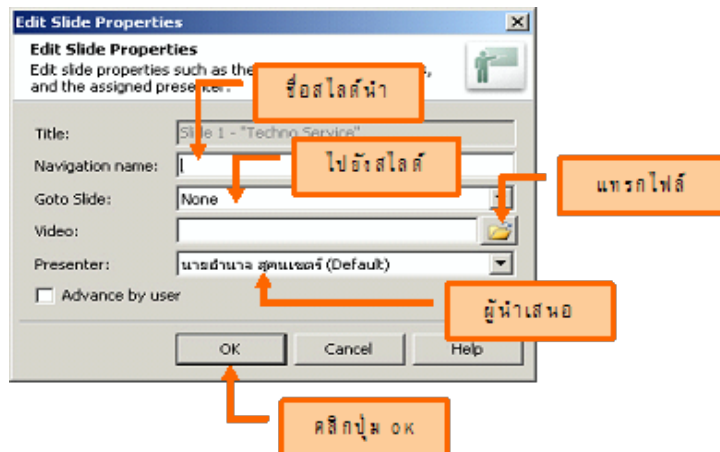 Edit Slide Properties
Edit Slide Properties
Edit slide properties such as the
and the assigned presenter.
ชื่อสไลด์นำ
Title:
Slide 1 - "Techno Service"
Navigation name:
ไปยังสไลด์
Goto Slide:
None
แทรกไฟล์
Video:
Presenter:
(Default)
Advance by user
ผู้นำเสนอ
OK
Cancel
Help
คลิกปุ่ม OK